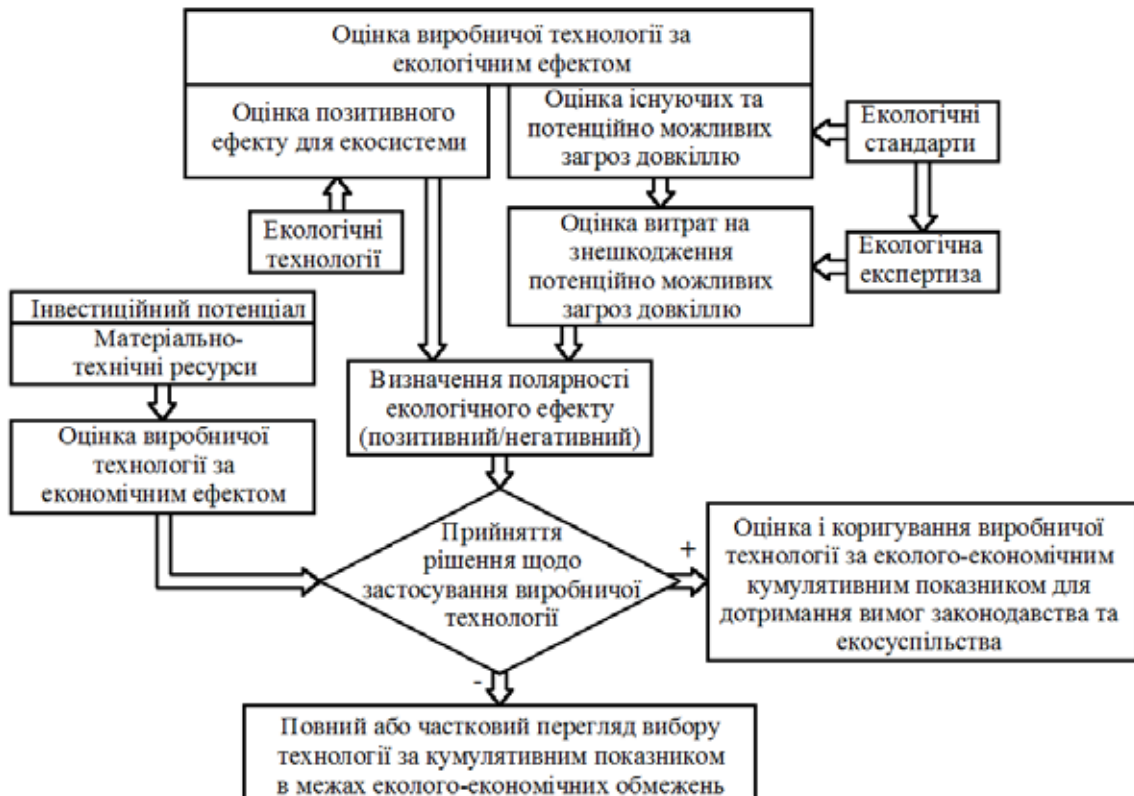 Оцінка виробничої технології за
екологічним ефектом
Оцінка позитивного
ефекту для екосистеми
Оцінка існуючих та
потенційно можливих
загроз довкіллю
Екологічні
стандарти
Екологічні
технології
Оцінка витрат на
знешкодження
потенційно можливих
загроз довкіллю
Екологічна
експертиза
Інвестиційний потенціал
Матеріально-
технічні ресурси
Визначення полярності
екологічного ефекту
(позитивний/негативний)
Оцінка виробничої
технології за
економічним ефектом
Прийняття
рішення щодо
застосування виробничої
технології
+
Оцінка і коригування виробничої
технології за еколого-економічним
кумулятивним показником для
дотримання вимог законодавства та
екосуспільства
-
Повний або частковий перегляд вибору
технології за кумулятивним показником
в межах еколого-економічних обмежень